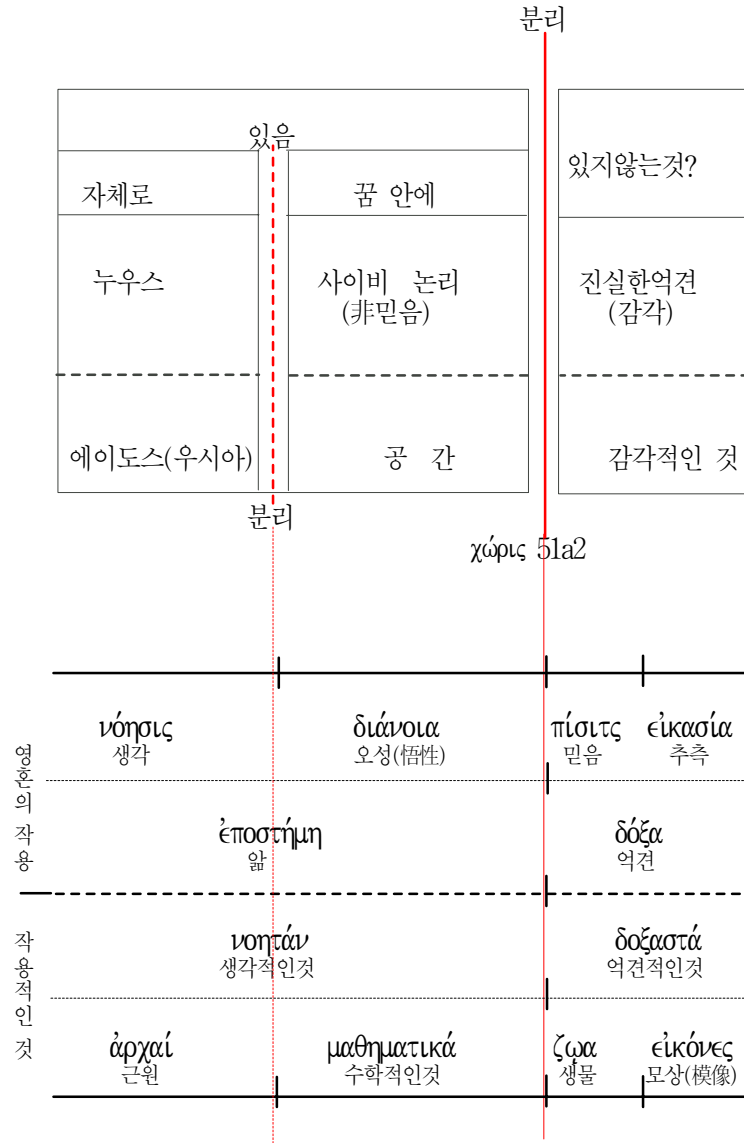 분리
있음
있지않는것?
자체로 꿈 안에
누우스 사이비 논리 진실한억견
(非믿음) (감각)
에이도스(우시아) 공 간 감각적인 것
분리
χώρις 51a2
νόησις διάνοια πίσιτς εἰκασία
생각 오성(悟性) 믿음 추측
영혼의 작용
ἐποστήμη δόξα
앎 억견
νοητάν δοξαστά
생각적인것 억견적인것
작용적인 것
ἀρχαί μαθηματικά ζῳα εἰκόνες
근원 수학적인것 생물 모상(模像)